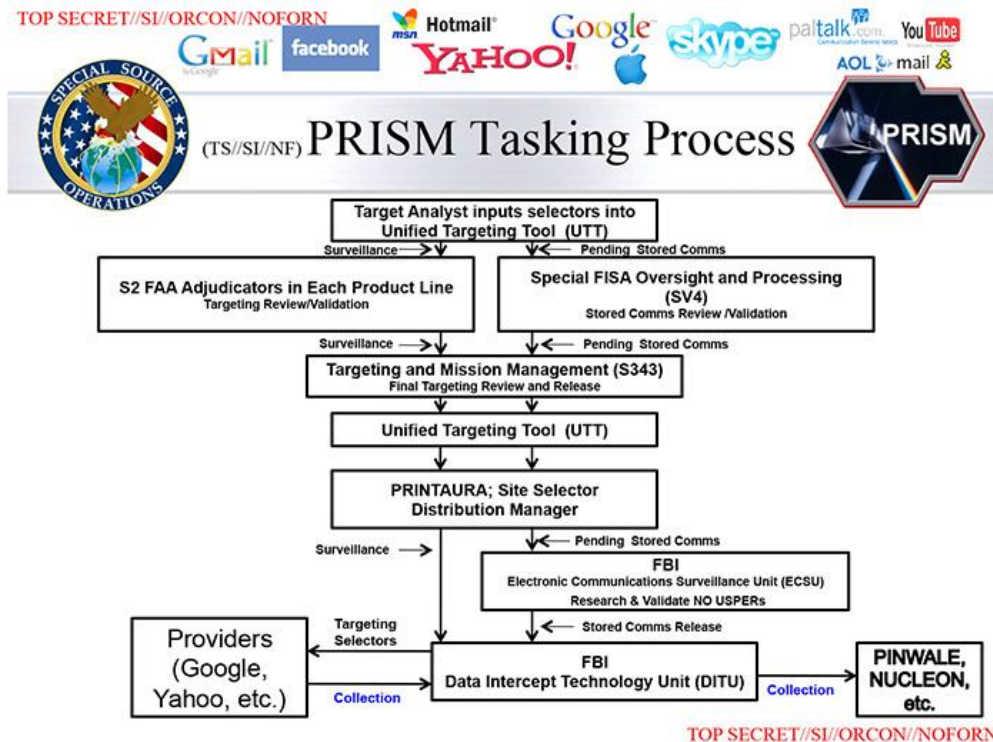 TOP SECRET//SI//ORCON//NOFORN
Gmail
by Google
facebook
msn
Hotmail
YAHOO!
Google
skype
paltalk.com
Communication Beyond Words
YouTube
AOL mail
SPECIAL SOURCE
OPERATIONS
(TS//SI//NF) PRISM Tasking Process
PRISM
Target Analyst inputs selectors into
Unified Targeting Tool (UTT)
Surveillance
Pending Stored Comms
S2 FAA Adjudicators in Each Product Line
Targeting Review/Validation
Special FISA Oversight and Processing
(SV4)
Stored Comms Review /Validation
Surveillance
Pending Stored Comms
Targeting and Mission Management (S343)
Final Targeting Review and Release
Unified Targeting Tool (UTT)
PRINTAURA; Site Selector
Distribution Manager
Surveillance
Pending Stored Comms
FBI
Electronic Communications Surveillance Unit (ECSU)
Research & Validate NO USPERs
Stored Comms Release
Providers
(Google,
Yahoo, etc.)
Targeting
Selectors
Collection
FBI
Data Intercept Technology Unit (DITU)
Collection
PINWALE,
NUCLEON,
etc.
TOP SECRET//SI//ORCON//NOFORN